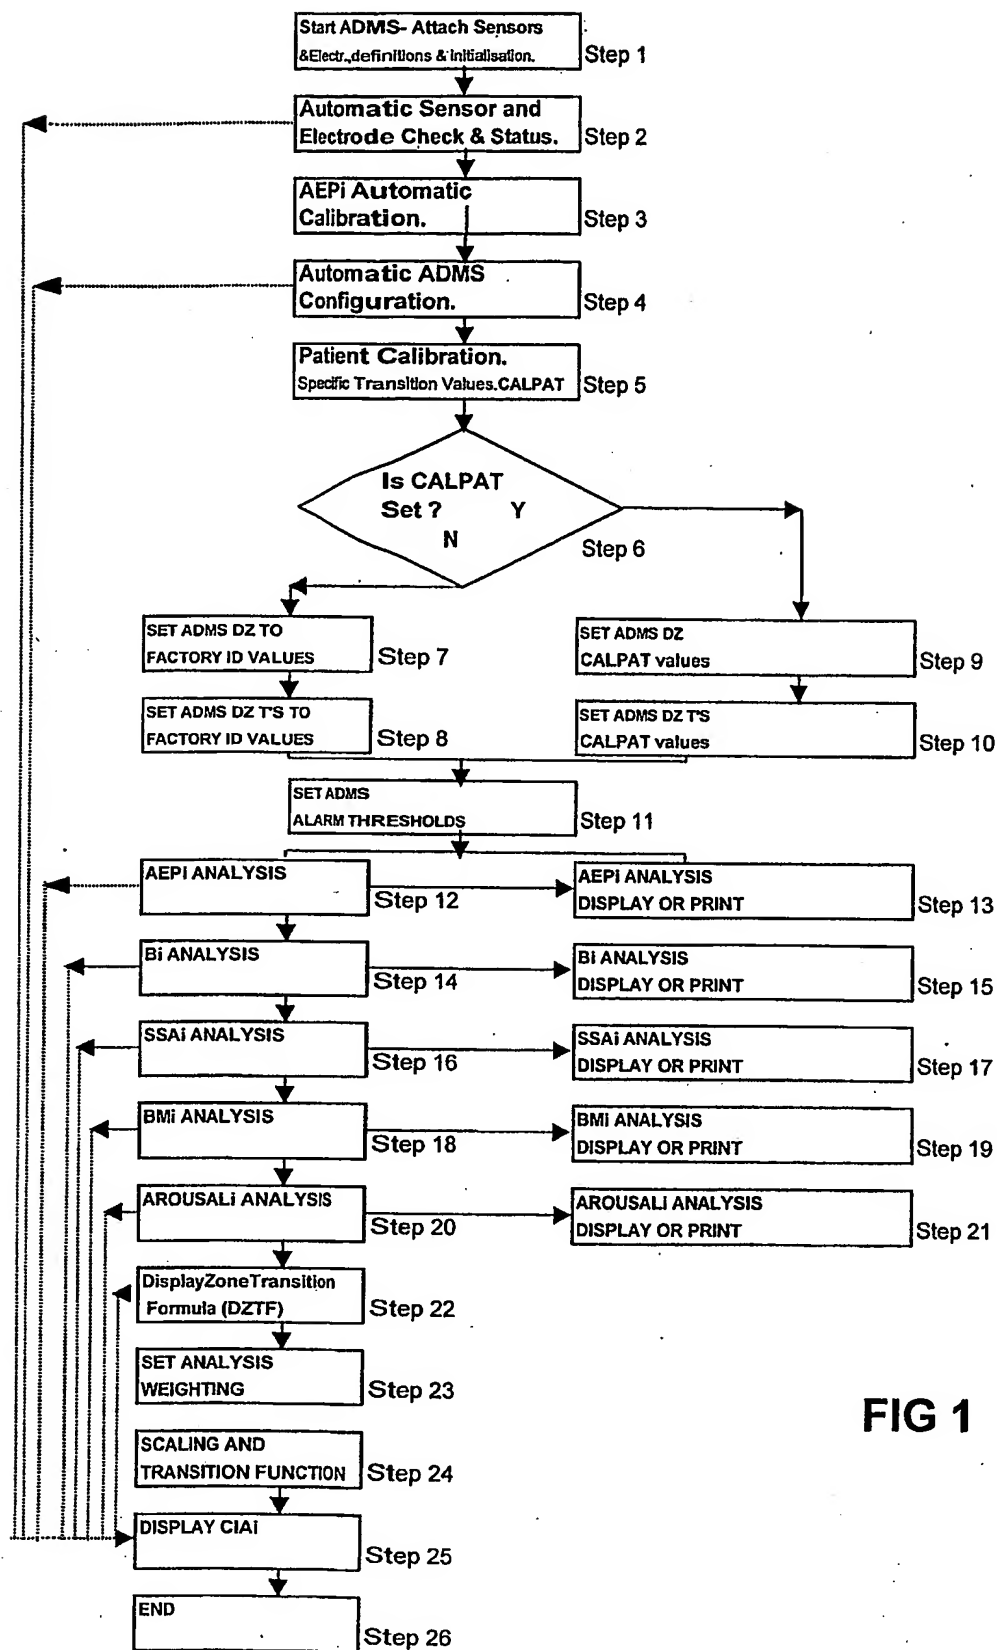 Start ADMS- Attach Sensors
&Electr.,definitions & Initialisation.
Step 1
Automatic Sensor and
Electrode Check & Status.
Step 2
AEPi Automatic
Calibration.
Step 3
Automatic ADMS
Configuration.
Step 4
Patient Calibration.
Specific Transition Values.CALPAT
Step 5
Is CALPAT
Set ?
Y
N
Step 6
SET ADMS DZ TO
FACTORY ID VALUES
Step 7
SET ADMS DZ
CALPAT values
Step 9
SET ADMS DZ T'S TO
FACTORY ID VALUES
Step 8
SET ADMS DZ T'S
CALPAT values
Step 10
SET ADMS
ALARM THRESHOLDS
Step 11
AEPi ANALYSIS
Step 12
AEPi ANALYSIS
DISPLAY OR PRINT
Step 13
Bi ANALYSIS
Step 14
Bi ANALYSIS
DISPLAY OR PRINT
Step 15
SSAi ANALYSIS
Step 16
SSAi ANALYSIS
DISPLAY OR PRINT
Step 17
BMi ANALYSIS
Step 18
BMi ANALYSIS
DISPLAY OR PRINT
Step 19
AROUSALi ANALYSIS
Step 20
AROUSALi ANALYSIS
DISPLAY OR PRINT
Step 21
DisplayZoneTransition
Formula (DZTF)
Step 22
SET ANALYSIS
WEIGHTING
Step 23
FIG 1
SCALING AND
TRANSITION FUNCTION
Step 24
DISPLAY CIAi
Step 25
END
Step 26